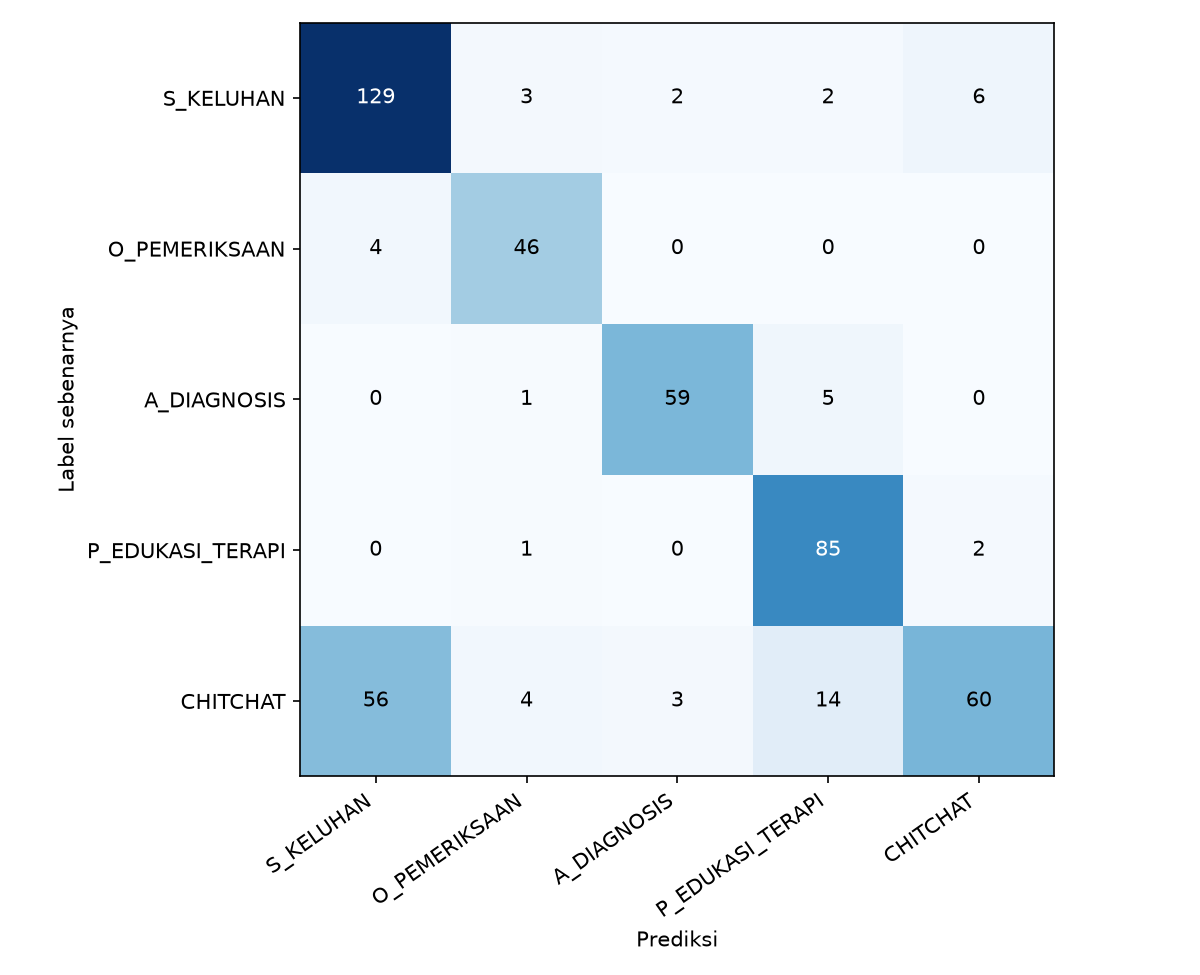 S_KELUHAN 129 3 2 2 6
O_PEMERIKSAAN 4 46 0 0 0
A_DIAGNOSIS 0 1 59 5 0
P_EDUKASI_TERAPI 0 1 0 85 2
CHITCHAT 56 4 3 14 60
Label sebenarnya
S_KELUHAN O_PEMERIKSAAN A_DIAGNOSIS P_EDUKASI_TERAPI CHITCHAT
Prediksi